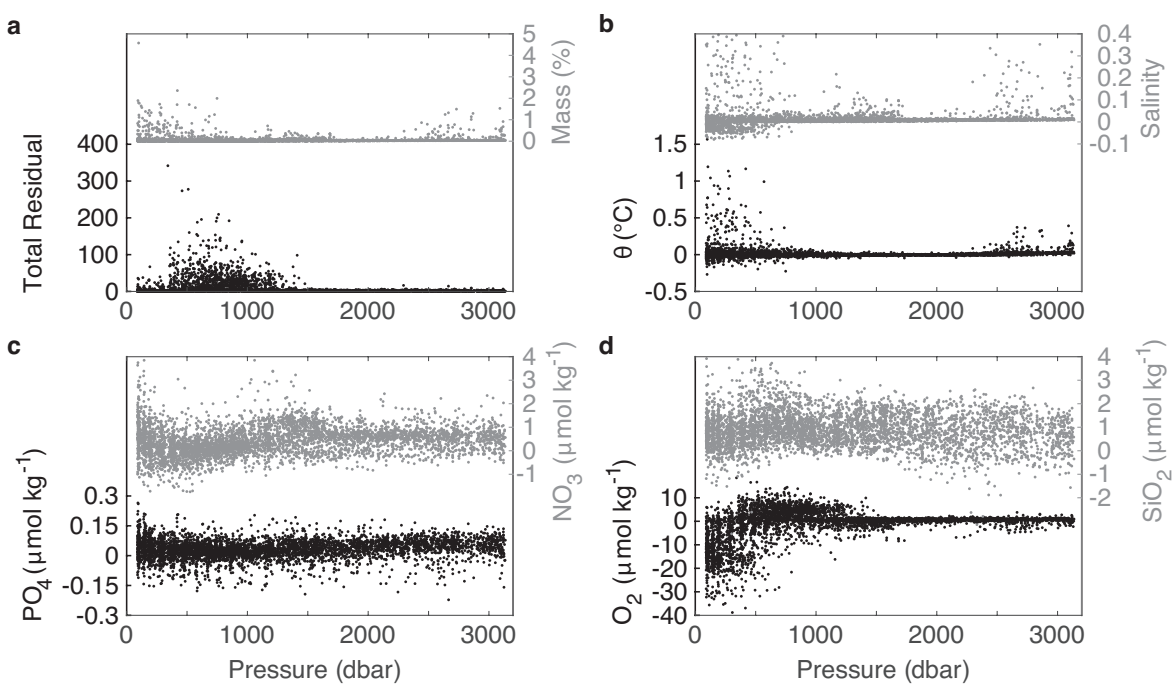 a
5
4
3
2
1
0
Mass (%)
400
300
200
100
0
Total Residual
0 1000 2000 3000
b
0.4
0.3
0.2
0.1
0
-0.1
Salinity
1.5
1
0.5
0
-0.5
θ (°C)
0 1000 2000 3000
c
4
3
2
1
0
-1
NO3 (μmol kg-1)
0.3
0.15
0
-0.15
-0.3
PO4 (μmol kg-1)
0 1000 2000 3000
Pressure (dbar)
d
4
3
2
1
0
-1
-2
SiO2 (μmol kg-1)
10
0
-10
-20
-30
-40
O2 (μmol kg-1)
0 1000 2000 3000
Pressure (dbar)